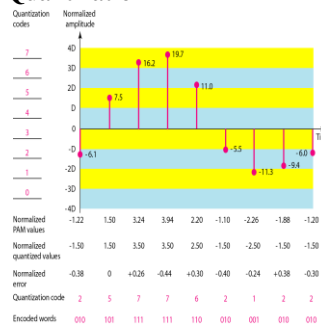 Quantization codes
Normalized amplitude
7
6
5
4
3
2
1
0
4D
3D
2D
D
0
-D
-2D
-3D
-4D
-6.1
7.5
16.2
19.7
11.0
-5.5
-11.3
-9.4
-6.0
Normalized PAM values -1.22 1.50 3.24 3.94 2.20 -1.10 -2.26 -1.88 -1.20
Normalized quantized values -1.50 1.50 3.50 3.50 2.50 -1.50 -2.50 -1.50 -1.50
Normalized error -0.38 0 +0.26 -0.44 +0.30 -0.40 -0.24 +0.38 -0.30
Quantization code 2 5 7 7 6 2 1 2 2
Encoded words 010 101 111 111 110 010 001 010 010